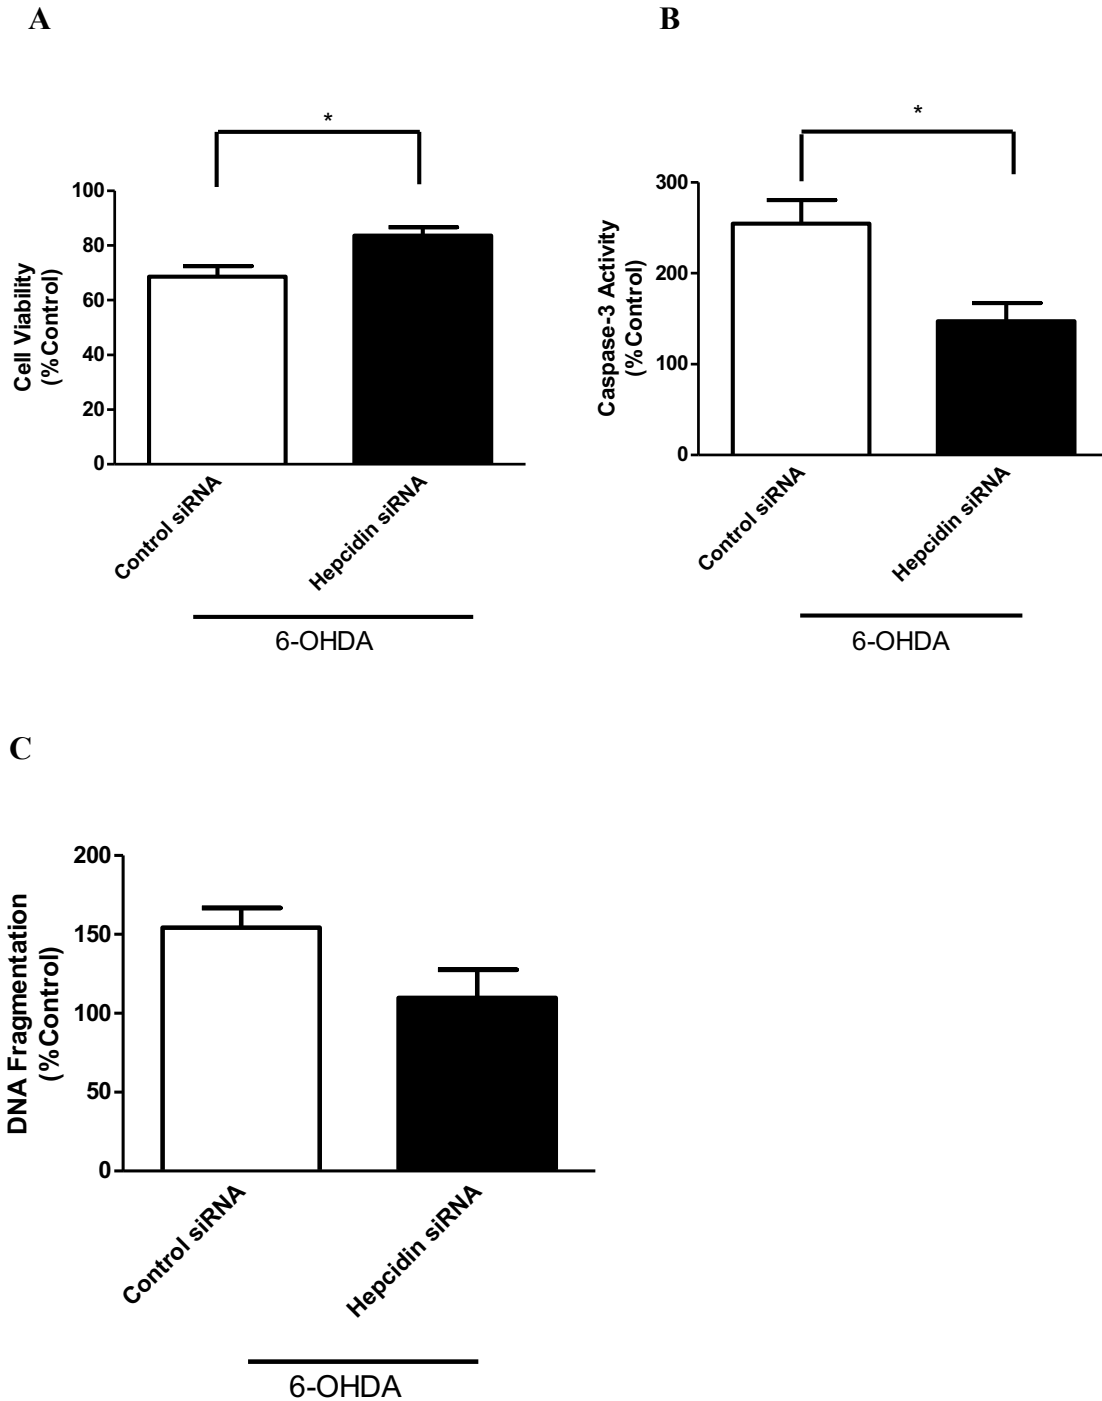 A
*
Cell Viability
(%Control)
100
80
60
40
20
0
Control siRNA
Hepcidin siRNA
6-OHDA
B
*
Caspase-3 Activity
(%Control)
300
200
100
0
Control siRNA
Hepcidin siRNA
6-OHDA
C
DNA Fragmentation
(%Control)
200
150
100
50
0
Control siRNA
Hepcidin siRNA
6-OHDA